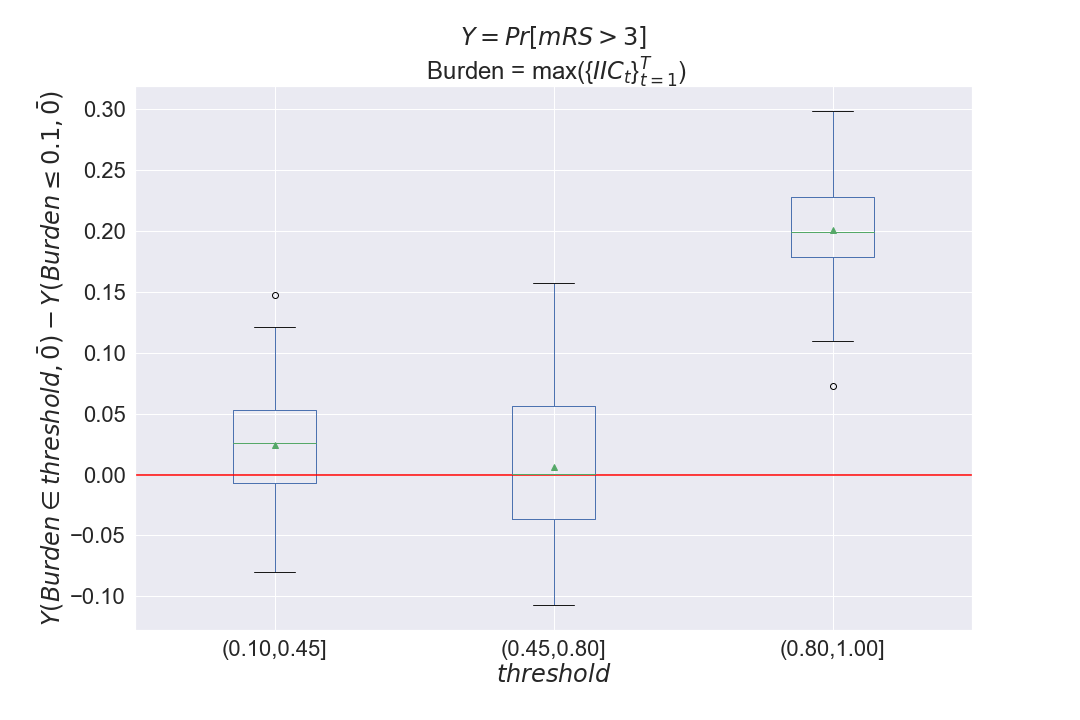 Y = Pr[mRS > 3]
Burden = max({IIC_t}_{t=1}^T)
Y(Burden ∈ threshold, 0̄) − Y(Burden ≤ 0.1, 0̄)
0.30
0.25
0.20
0.15
0.10
0.05
0.00
−0.05
−0.10
(0.10,0.45] (0.45,0.80] (0.80,1.00]
threshold